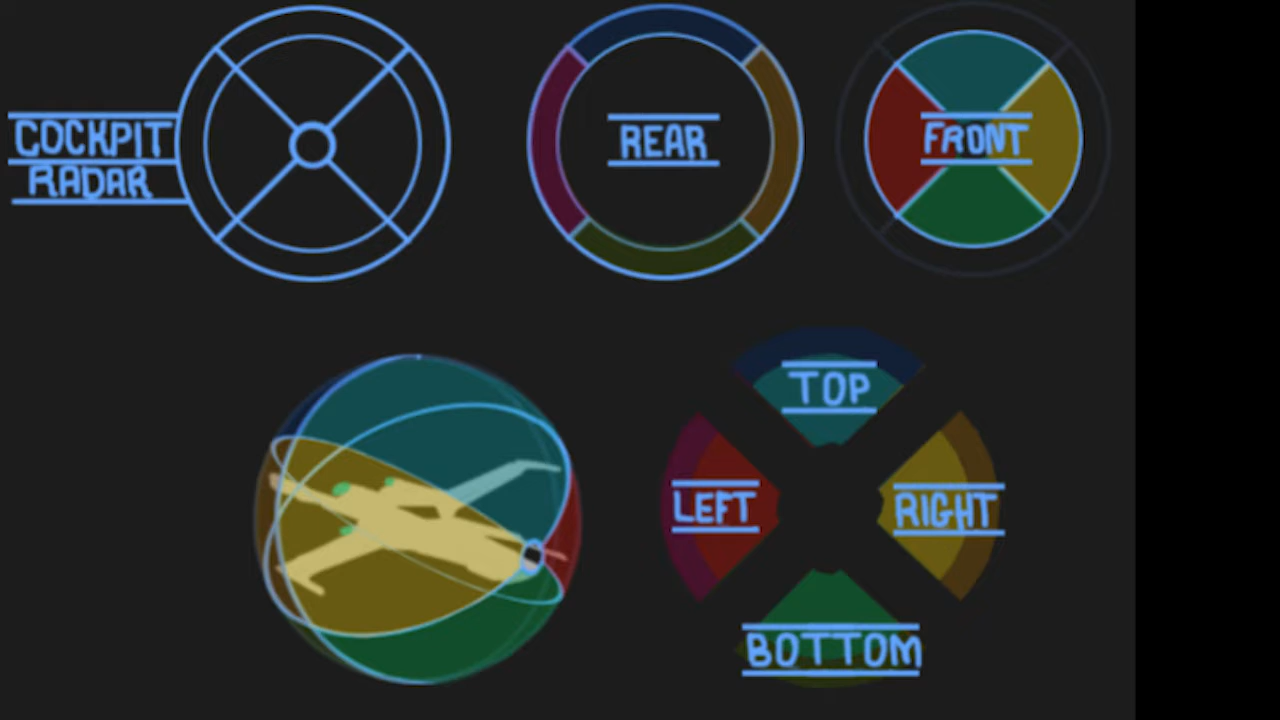 COCKPIT
RADAR
REAR
FRONT
TOP
LEFT
RIGHT
BOTTOM